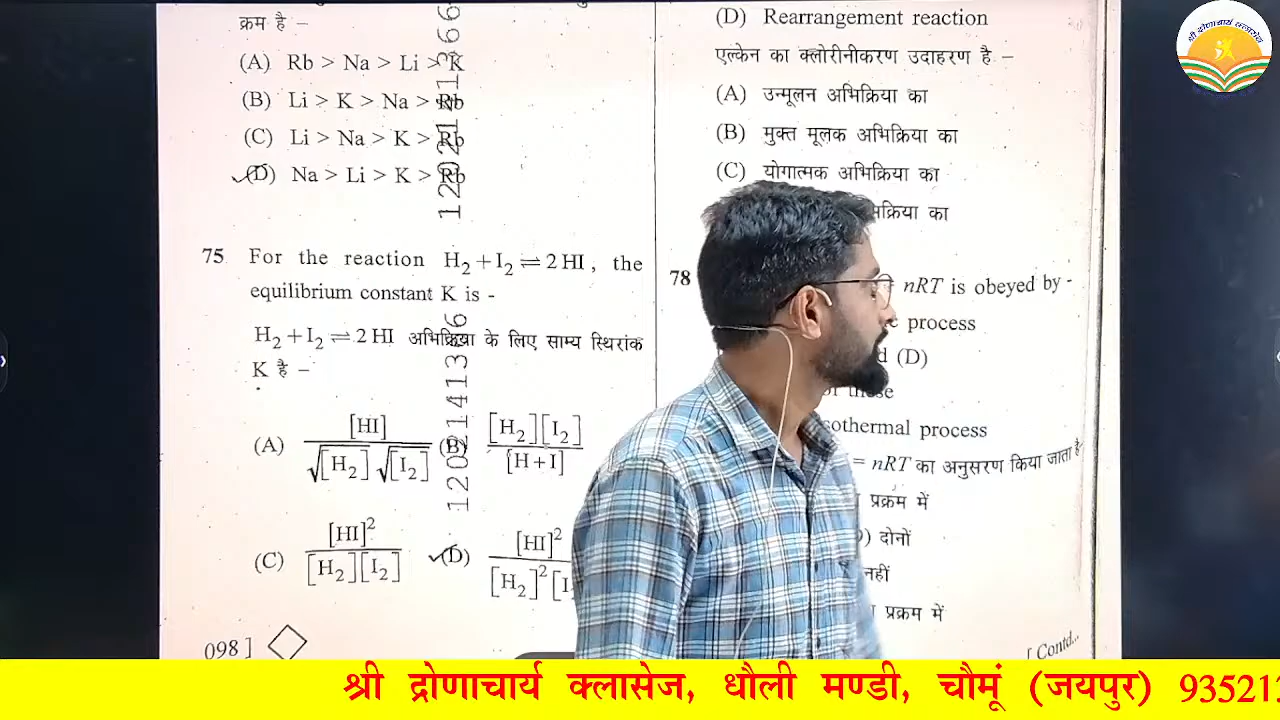 क्रम है –
(A) Rb > Na > Li > K
(B) Li > K > Na > Rb
(C) Li > Na > K > Rb
(D) Na > Li > K > Rb
75 For the reaction H₂ + I₂ ⇌ 2 HI, the
equilibrium constant K is -
H₂ + I₂ ⇌ 2 HI अभिक्रिया के लिए साम्य स्थिरांक
K है –
(A) [HI] / √[H₂] √[I₂] (B) [H₂][I₂] / [H+I]
(C) [HI]² / [H₂][I₂] (D) [HI]² / [H₂]² [I
098 ]
(D) Rearrangement reaction
एल्केन का क्लोरीनीकरण उदाहरण है –
(A) उन्मूलन अभिक्रिया का
(B) मुक्त मूलक अभिक्रिया का
(C) योगात्मक अभिक्रिया का
का
78 nRT is obeyed by -
process
(D)
these
process
= nRT का अनुसरण किया जाता है
प्रक्रम में
दोनों
नहीं
प्रक्रम में
[ Contd...
श्री द्रोणाचार्य क्लासेज, धौली मण्डी, चौमूं (जयपुर)